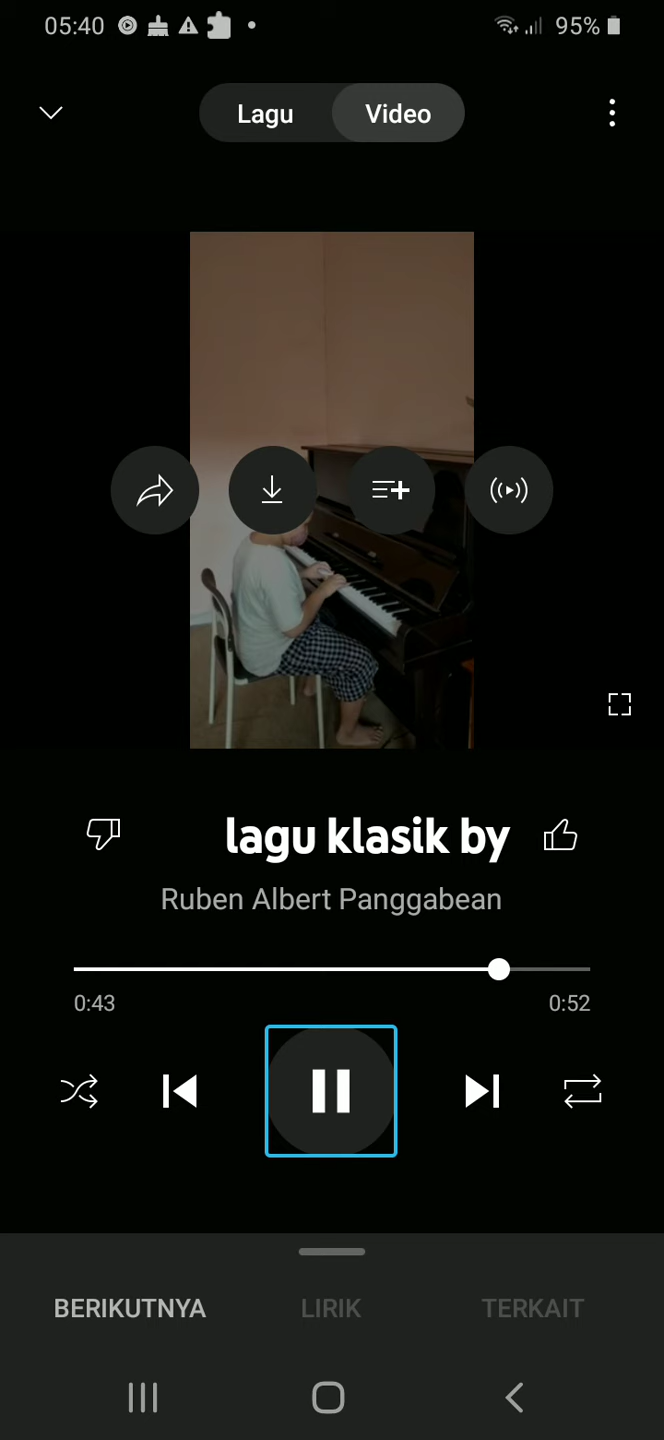 05:40
95%
Lagu
Video
lagu klasik by
Ruben Albert Panggabean
0:43
0:52
BERIKUTNYA
LIRIK
TERKAIT